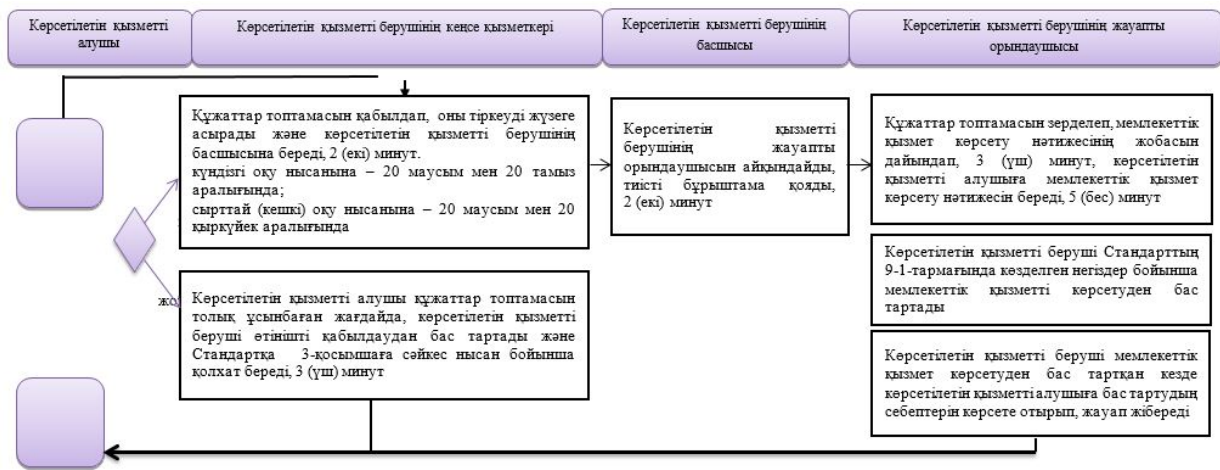 Көрсетілетін қызметті
алушы
Көрсетілетін қызметті берушінің кеңсе қызметкері
Көрсетілетін қызметті берушінің
басшысы
Көрсетілетін қызметті берушінің жауапты
орындаушысы
Құжаттар топтамасын қабылдап, оны тіркеуді жүзеге
асырады және көрсетілетін қызметті берушінің
басшысына береді, 2 (екі) минут.
күндізгі оқу нысанына – 20 маусым мен 20 тамыз
аралығында;
сырттай (кешкі) оқу нысанына – 20 маусым мен 20
қыркүйек аралығында
Көрсетілетін қызметті
берушінің жауапты
орындаушысын айқындайды,
тиісті бұрыштама қояды,
2 (екі) минут
Құжаттар топтамасын зерделеп, мемлекеттік
қызмет көрсету нәтижесінің жобасын
дайындап, 3 (үш) минут, көрсетілетін
қызметті алушыға мемлекеттік қызмет
көрсету нәтижесін береді, 5 (бес) минут
Көрсетілетін қызметті беруші Стандарттың
9-1-тармағында көзделген негіздер бойынша
мемлекеттік қызметті көрсетуден бас
тартады
Көрсетілетін қызметті алушы құжаттар топтамасын
толық ұсынбаған жағдайда, көрсетілетін қызметті
беруші өтінішті қабылдаудан бас тартады және
Стандартқа 3-қосымшаға сәйкес нысан бойынша
қолхат береді, 3 (үш) минут
Көрсетілетін қызметті беруші мемлекеттік
қызмет көрсетуден бас тартқан кезде
көрсетілетін қызметті алушыға бас тартудың
себептерін көрсете отырып, жауап жібереді